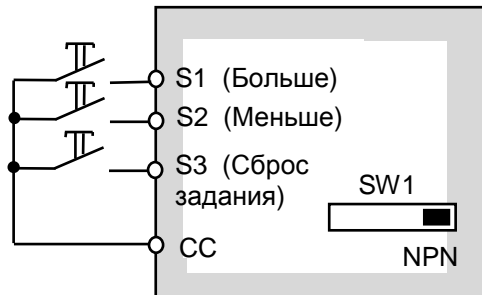 S1 (Больше)
S2 (Меньше)
S3 (Сброс
задания)
SW1
CC
NPN